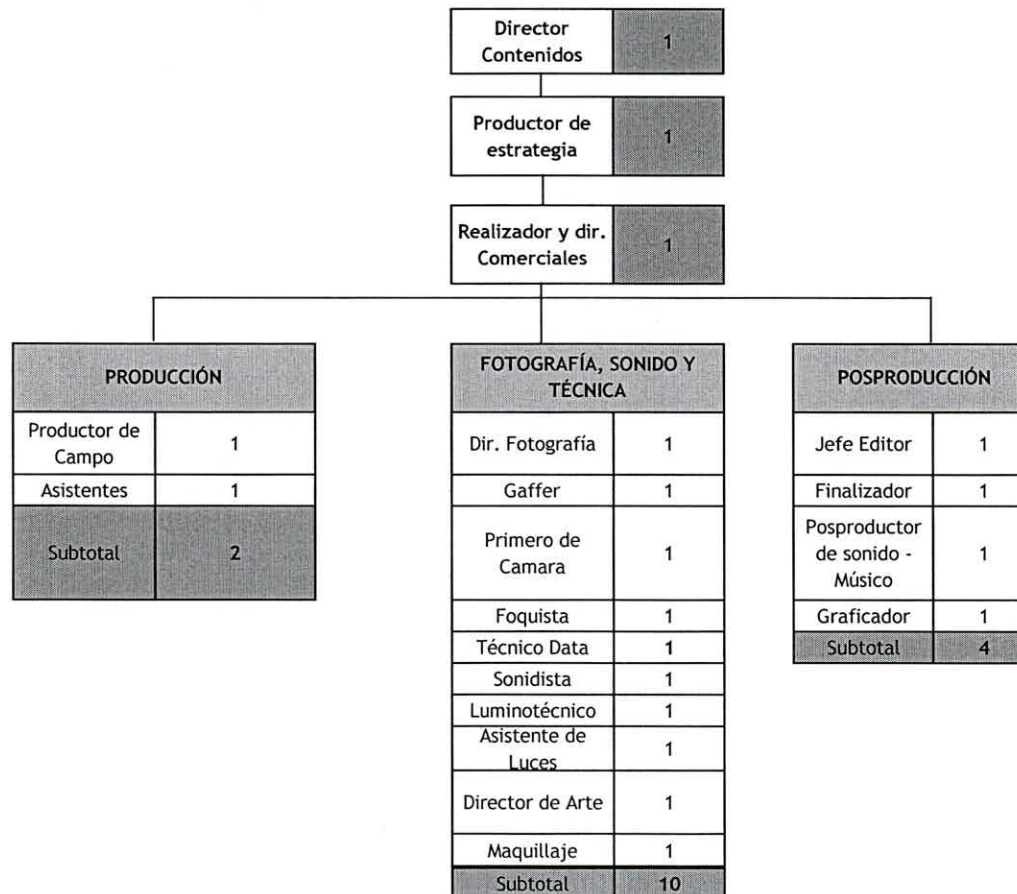 Director
Contenidos
1
Productor de
estrategia
1
Realizador y dir.
Comerciales
1
PRODUCCIÓN
Productor de
Campo
1
Asistentes
1
Subtotal
2
FOTOGRAFÍA, SONIDO Y
TÉCNICA
Dir. Fotografía
1
Gaffer
1
Primero de
Camara
1
Foquista
1
Técnico Data
1
Sonidista
1
Luminotécnico
1
Asistente de
Luces
1
Director de Arte
1
Maquillaje
1
Subtotal
10
POSPRODUCCIÓN
Jefe Editor
1
Finalizador
1
Posproductor
de sonido -
Músico
1
Graficador
1
Subtotal
4